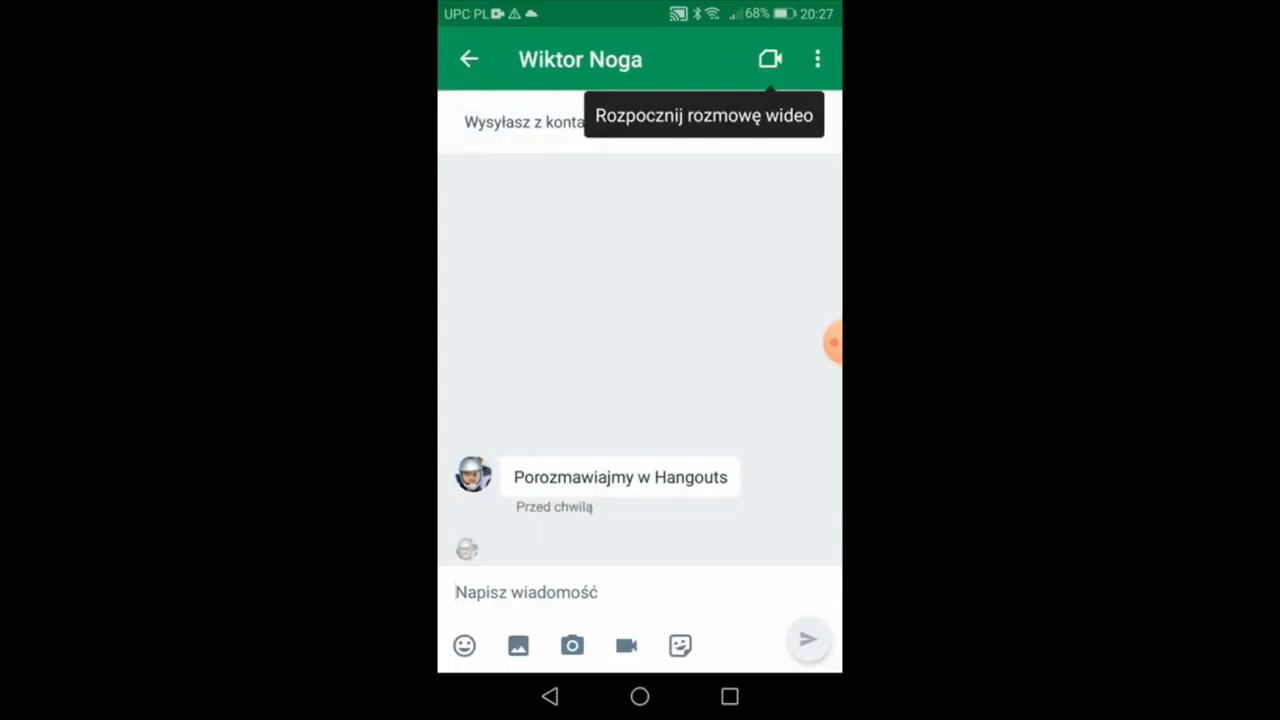 UPC PL 68% 20:27
Wiktor Noga
Rozpocznij rozmowę wideo
Wysyłasz z konta
Porozmawiajmy w Hangouts
Przed chwilą
Napisz wiadomość